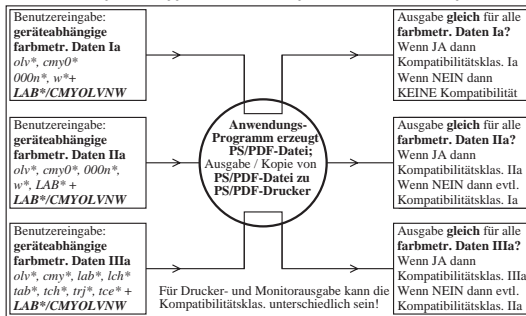 Benutzereingabe:
geräteabhängige
farbmetr. Daten Ia
olv*, cmy0*
000n*, w*+
LAB*/CMYOLVNW
Ausgabe gleich für alle
farbmetr. Daten Ia?
Wenn JA dann
Kompatibilitätsklas. Ia
Wenn NEIN dann
KEINE Kompatibilität
Benutzereingabe:
geräteabhängige
farbmetr. Daten IIa
olv*, cmy0*, 000n*,
w*, LAB* +
LAB*/CMYOLVNW
Anwendungs-
Programm erzeugt
PS/PDF-Datei;
Ausgabe / Kopie von
PS/PDF-Datei zu
PS/PDF-Drucker
Ausgabe gleich für alle
farbmetr. Daten IIa?
Wenn JA dann
Kompatibilitätsklas. IIa
Wenn NEIN dann evtl.
Kompatibilitätsklas. Ia
Benutzereingabe:
geräteabhängige
farbmetr. Daten IIIa
olv*, cmy*, lab*, lch*
tab*, tch*, trj*, tce* +
LAB*/CMYOLVNW
Für Drucker- und Monitorausgabe kann die
Kompatibilitätsklas. unterschiedlich sein!
Ausgabe gleich für alle
farbmetr. Daten IIIa?
Wenn JA dann
Kompatibilitätsklas. IIIa
Wenn NEIN dann evtl.
Kompatibilitätsklas. IIa